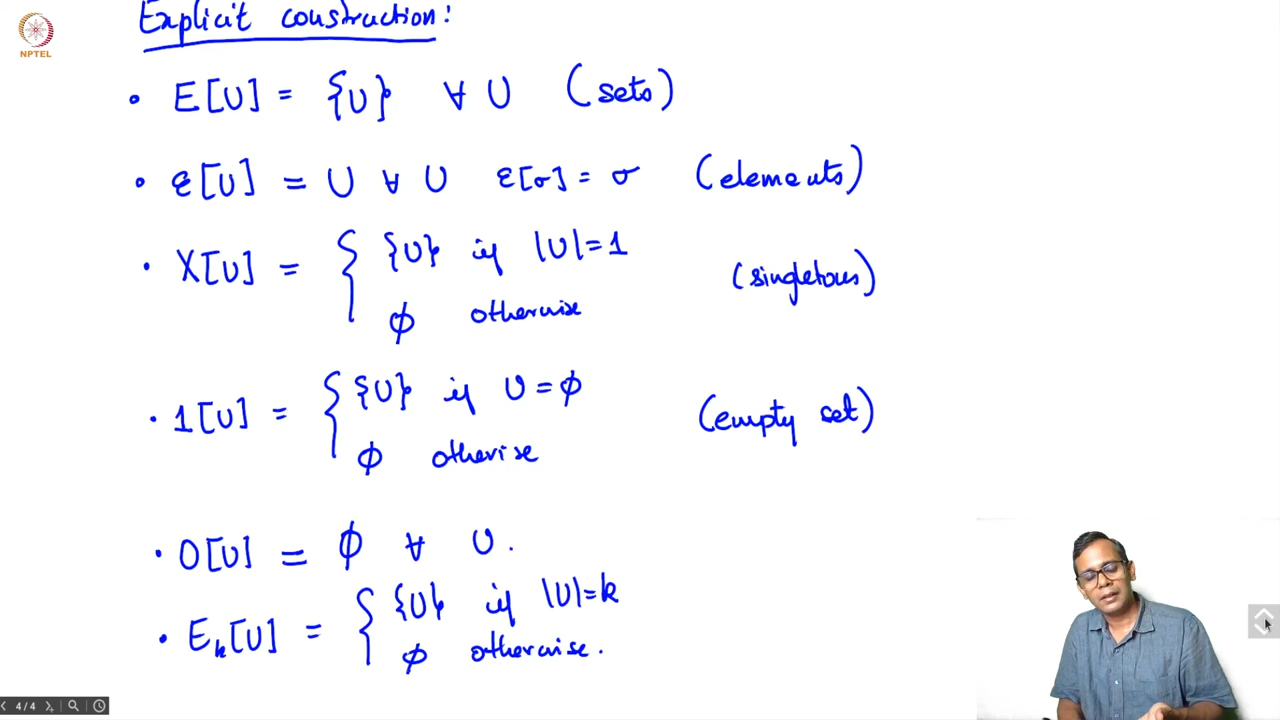 NPTEL
Explicit construction:
• E[U] = {U} ∀ U (sets)
• ε[U] = U ∀ U ε[σ] = σ (elements)
• X[U] = { {U} if |U|=1
ϕ otherwise (singletons)
• 1[U] = { {U} if U = ϕ
ϕ otherwise (empty set)
• 0[U] = ϕ ∀ U.
• E_k[U] = { {U} if |U|=k
ϕ otherwise.
4/4